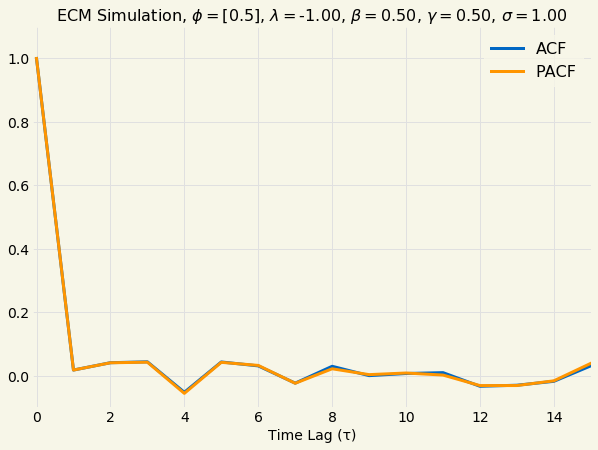 ECM Simulation, ϕ = [0.5], λ = -1.00, β = 0.50, γ = 0.50, σ = 1.00
ACF
PACF
1.0
0.8
0.6
0.4
0.2
0.0
0 2 4 6 8 10 12 14
Time Lag (τ)